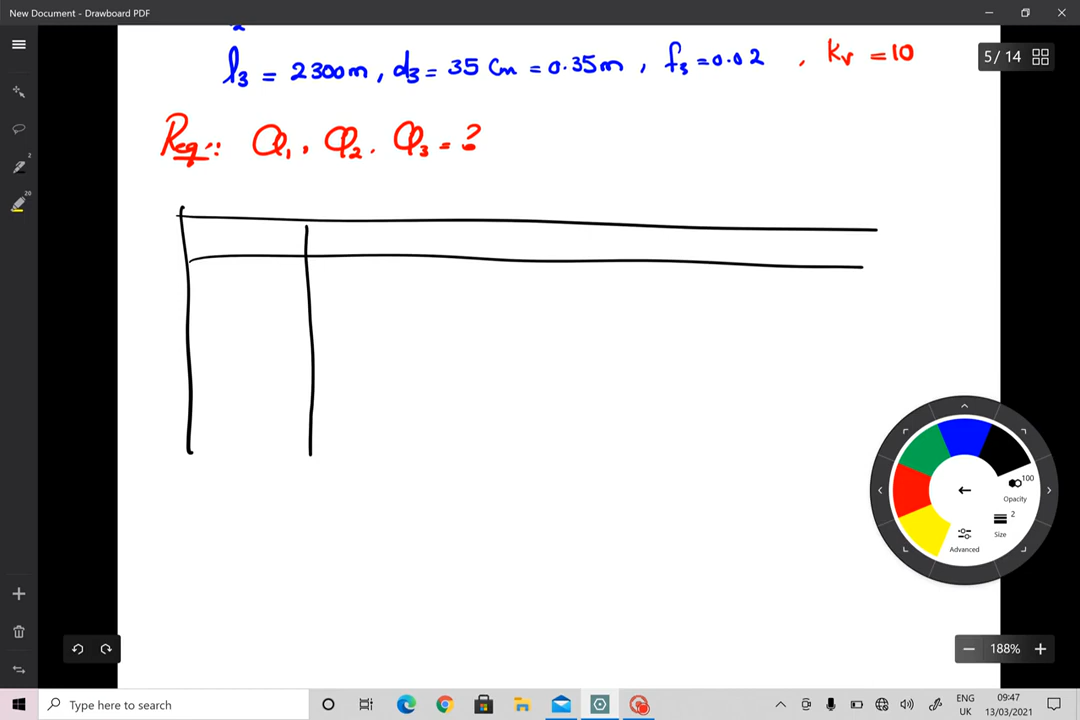 New Document - Drawboard PDF
l3 = 2300m, d3 = 35 Cm = 0.35m, f3 = 0.02, kv = 10
5/ 14
Req.: Q1, Q2. Q3 = ?
2
20
100
Opacity
2
Size
Advanced
188%
Type here to search
ENG
UK
09:47
13/03/2021